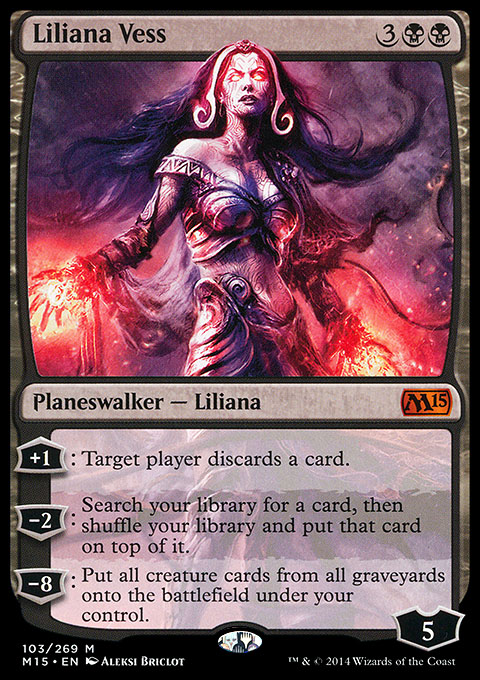 Liliana Vess 3
Planeswalker — Liliana M15
+1 : Target player discards a card.
-2 : Search your library for a card, then
shuffle your library and put that card
on top of it.
-8 : Put all creature cards from all graveyards
onto the battlefield under your
control.
5
103/269 M
M15 • EN Aleksi Briclot
™ & © 2014 Wizards of the Coast